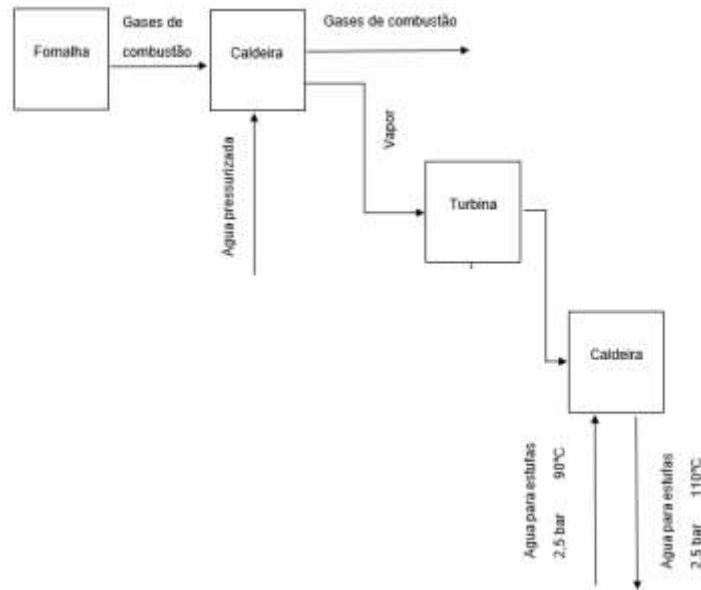 Fornalha
Gases de
combustão
Caldeira
Gases de combustão
Água pressurizada
Vapor
Turbina
Caldeira
Água para estufas 90ºC
2,5 bar
Água para estufas 110ºC
2,5 bar